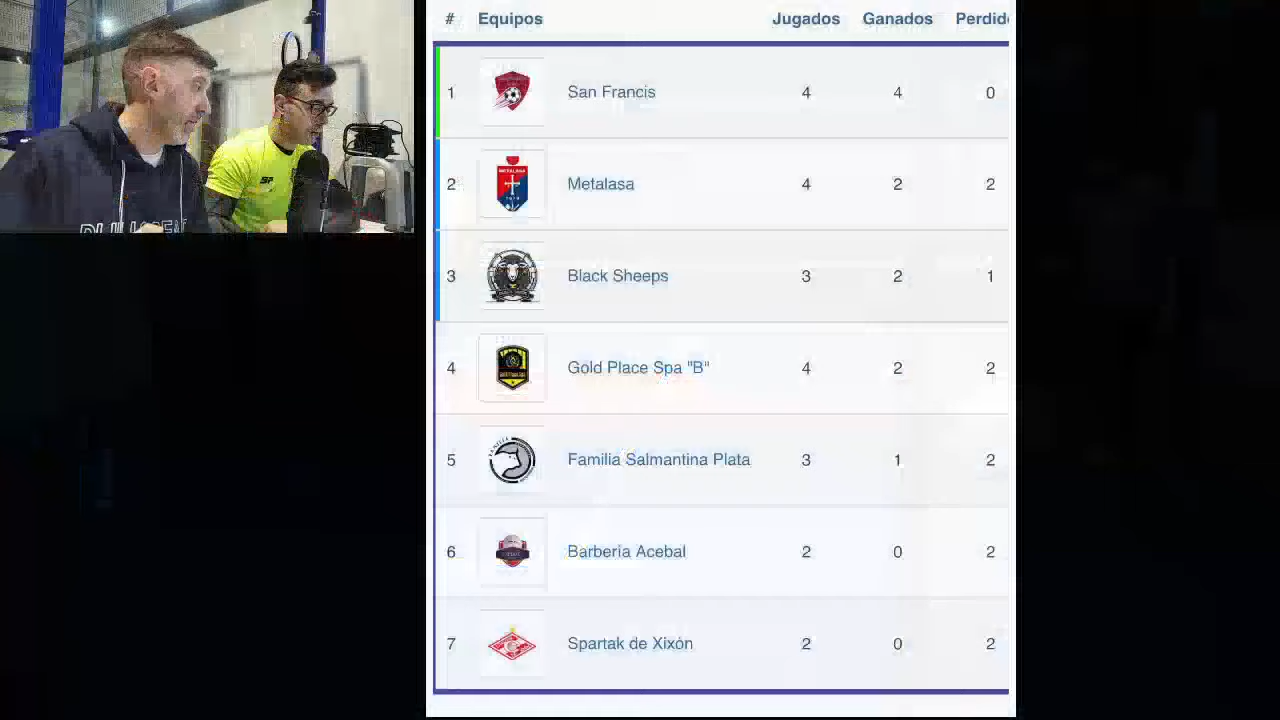 # Equipos Jugados Ganados Perdido
1 San Francis 4 4 0
METALASA
2 Metalasa 4 2 2
3 Black Sheeps 3 2 1
4 Gold Place Spa "B" 4 2 2
5 Familia Salmantina Plata 3 1 2
6 Barbería Acebal 2 0 2
7 Spartak de Xixón 2 0 2